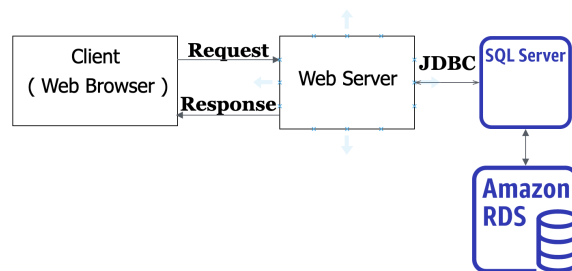 Client
( Web Browser )
Request
Response
Web Server
JDBC
SQL Server
Amazon
RDS